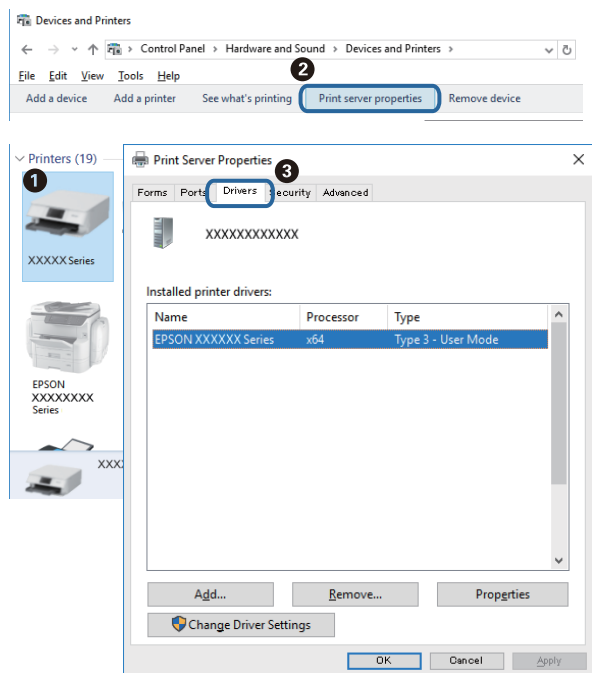 Devices and Printers
Control Panel > Hardware and Sound > Devices and Printers >
File Edit View Tools Help
2
Add a device Add a printer See what's printing Print server properties Remove device
Printers (19)
1
XXXXX Series
EPSON
XXXXXXXX
Series
XXX
Print Server Properties
3
Forms Ports Drivers Security Advanced
XXXXXXXXXXXX
Installed printer drivers:
Name Processor Type
EPSON XXXXXX Series x64 Type 3 - User Mode
Add... Remove... Properties
Change Driver Settings
OK Cancel Apply